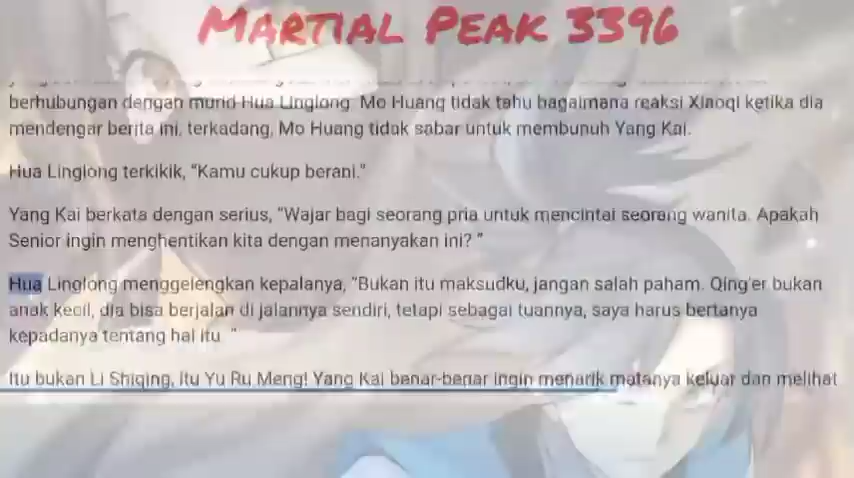 MARTIAL PEAK 3396
berhubungan dengan murid Hua Linglong. Mo Huang tidak tahu bagaimana reaksi Xiaoqi ketika dia
mendengar berita ini, terkadang, Mo Huang tidak sabar untuk membunuh Yang Kai.
Hua Linglong terkikik, “Kamu cukup berani.”
Yang Kai berkata dengan serius, “Wajar bagi seorang pria untuk mencintai seorang wanita. Apakah
Senior ingin menghentikan kita dengan menanyakan ini? ”
Hua Linglong menggelengkan kepalanya, “Bukan itu maksudku, jangan salah paham. Qing'er bukan
anak kecil, dia bisa berjalan di jalannya sendiri, tetapi sebagai tuannya, saya harus bertanya
kepadanya tentang hal itu. ”
Itu bukan Li Shiqing, Itu Yu Ru Meng! Yang Kai benar-benar ingin menarik matanya keluar dan melihat